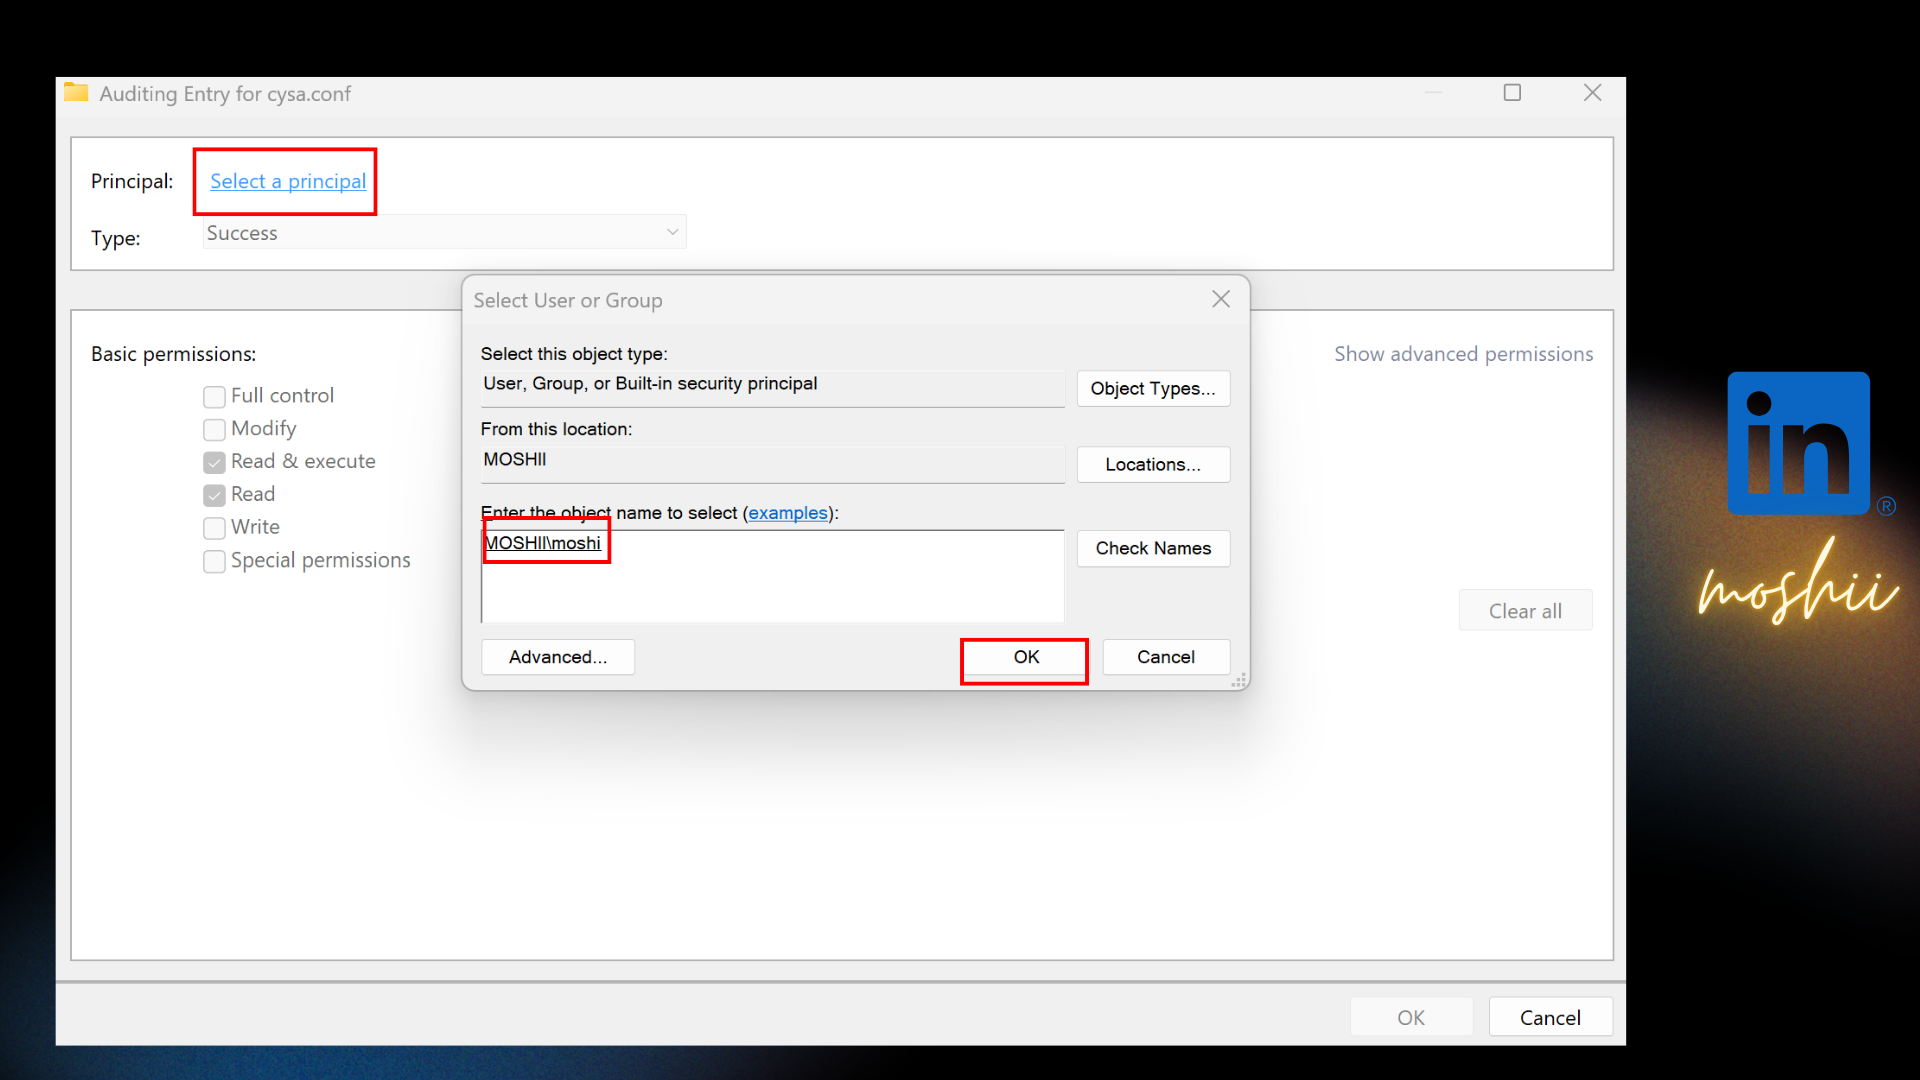 Auditing Entry for cysa.conf
Principal: Select a principal
Type: Success
Select User or Group
Select this object type:
User, Group, or Built-in security principal
Object Types...
From this location:
MOSHII
Locations...
Enter the object name to select (examples):
MOSHII\moshi
Check Names
Advanced...
OK
Cancel
Basic permissions:
Show advanced permissions
Full control
Modify
Read & execute
Read
Write
Special permissions
Clear all
OK
Cancel
in
®
moshii